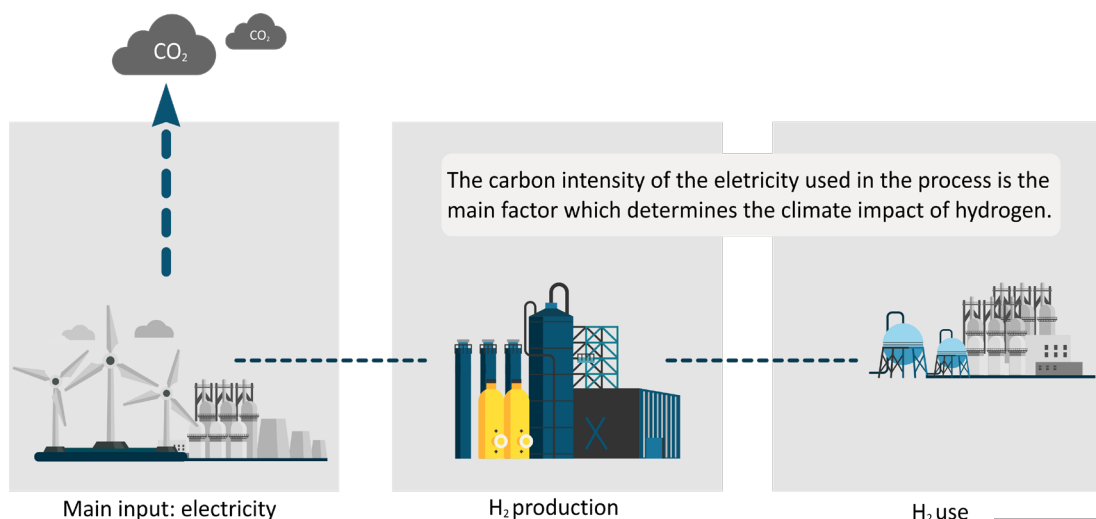 CO₂
CO₂
The carbon intensity of the eletricity used in the process is the
main factor which determines the climate impact of hydrogen.
Main input: electricity
H₂ production
H₂ use